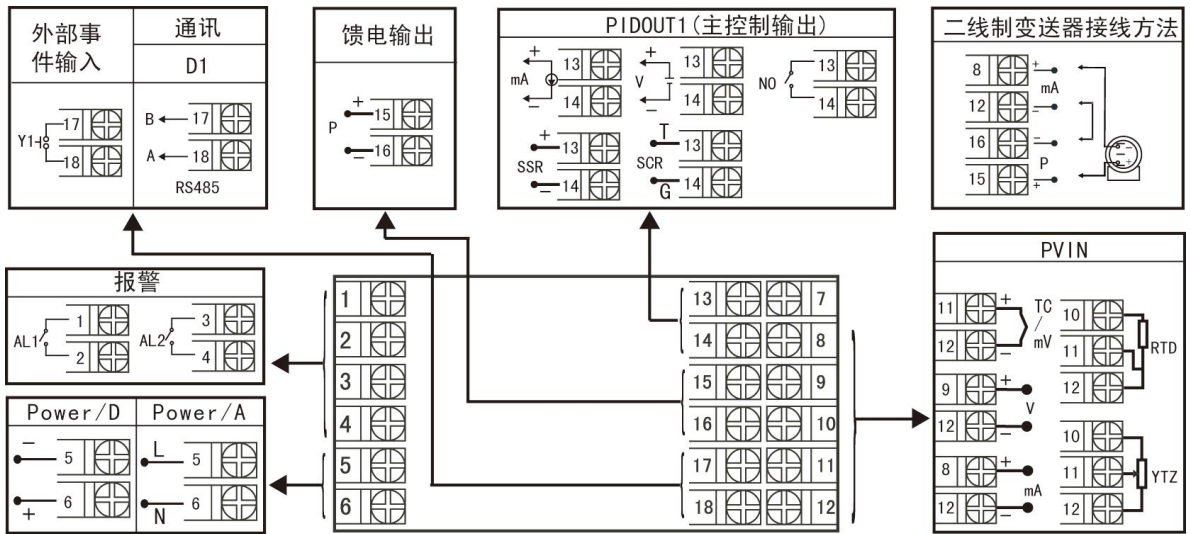 外部事
件输入
通讯
D1
Y1
17
18
B
17
A
18
RS485
馈电输出
P
+
15
−
16
PIDOUT1(主控制输出)
+
mA
−
13
14
+
V
−
13
14
NO
13
14
+
SSR
−
13
14
T
SCR
G
13
14
二线制变送器接线方法
8
+
mA
12
−
16
−
P
15
+
−
+
报警
AL1
1
2
AL2
3
4
Power/D
Power/A
−
5
+
6
L
5
N
6
1
2
3
4
5
6
13
7
14
8
15
9
16
10
17
11
18
12
PVIN
11
+
TC
/
mV
12
−
9
+
V
12
−
8
+
mA
12
−
10
11
12
RTD
10
11
12
YTZ